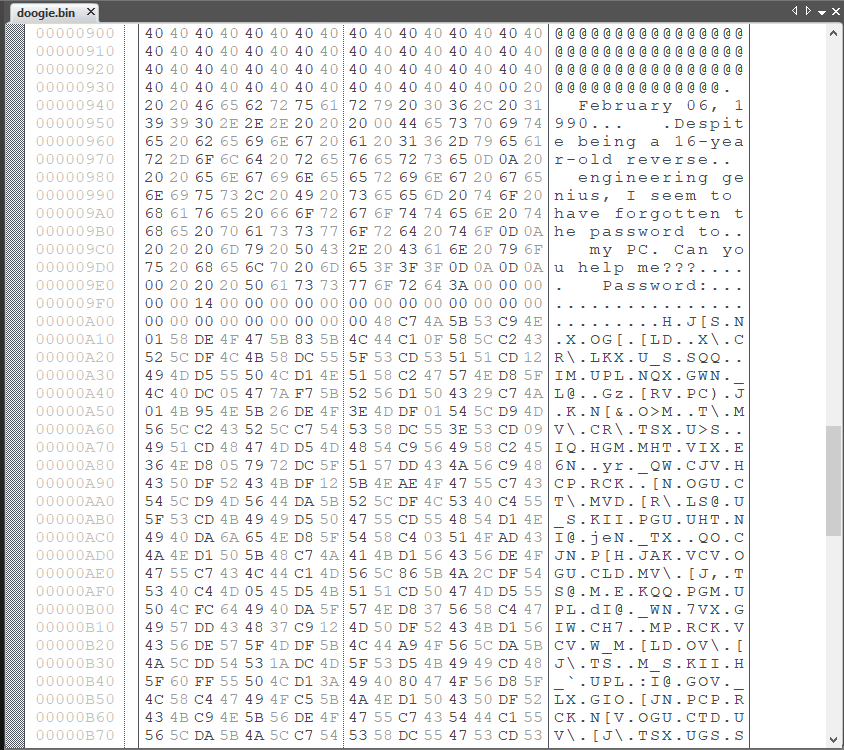 doogie.bin
00000900 40 40 40 40 40 40 40 40 40 40 40 40 40 40 40 40 @@@@@@@@@@@@@@@@
00000910 40 40 40 40 40 40 40 40 40 40 40 40 40 40 40 40 @@@@@@@@@@@@@@@@
00000920 40 40 40 40 40 40 40 40 40 40 40 40 40 40 40 40 @@@@@@@@@@@@@@@@
00000930 40 40 40 40 40 40 40 40 40 40 40 40 40 40 00 20 @@@@@@@@@@@@@@.
00000940 20 20 46 65 62 72 75 61 72 79 20 30 36 2C 20 31   February 06, 1
00000950 39 39 30 2E 2E 2E 20 20 20 00 44 65 73 70 69 74 990...   .Despit
00000960 65 20 62 65 69 6E 67 20 61 20 31 36 2D 79 65 61 e being a 16-yea
00000970 72 2D 6F 6C 64 20 72 65 76 65 72 73 65 0D 0A 20 r-old reverse..
00000980 20 20 65 6E 67 69 6E 65 65 72 69 6E 67 20 67 65   engineering ge
00000990 6E 69 75 73 2C 20 49 20 73 65 65 6D 20 74 6F 20 nius, I seem to
000009A0 68 61 76 65 20 66 6F 72 67 6F 74 74 65 6E 20 74 have forgotten t
000009B0 68 65 20 70 61 73 73 77 6F 72 64 20 74 6F 0D 0A he password to..
000009C0 20 20 20 6D 79 20 50 43 2E 20 43 61 6E 20 79 6F    my PC. Can yo
000009D0 75 20 68 65 6C 70 20 6D 65 3F 3F 3F 0D 0A 0D 0A u help me???....
000009E0 00 20 20 20 50 61 73 73 77 6F 72 64 3A 00 00 00 .   Password:...
000009F0 00 00 14 00 00 00 00 00 00 00 00 00 00 00 00 00 ................
00000A00 00 00 00 00 00 00 00 00 00 48 C7 4A 5B 53 C9 4E .........H.J[S.N
00000A10 01 58 DE 4F 47 5B 83 5B 4C 44 C1 0F 58 5C C2 43 .X.OG[.[LD..X\.C
00000A20 52 5C DF 4C 4B 58 DC 55 5F 53 CD 53 51 51 CD 12 R\.LKX.U_S.SQQ..
00000A30 49 4D D5 55 50 4C D1 4E 51 58 C2 47 57 4E D8 5F IM.UPL.NQX.GWN._
00000A40 4C 40 DC 05 47 7A F7 5B 52 56 D1 50 43 29 C7 4A L@..Gz.[RV.PC).J
00000A50 01 4B 95 4E 5B 26 DE 4F 3E 4D DF 01 54 5C D9 4D .K.N[&.O>M..T\.M
00000A60 56 5C C2 43 52 5C C7 54 53 58 DC 55 3E 53 CD 09 V\.CR\.TSX.U>S..
00000A70 49 51 CD 48 47 4D D5 4D 48 54 C9 56 49 58 C2 45 IQ.HGM.MHT.VIX.E
00000A80 36 4E D8 05 79 72 DC 5F 51 57 DD 43 4A 56 C9 48 6N..yr._QW.CJV.H
00000A90 43 50 DF 52 43 4B DF 12 5B 4E AE 4F 47 55 C7 43 CP.RCK..[N.OGU.C
00000AA0 54 5C D9 4D 56 44 DA 5B 52 5C DF 4C 53 40 C4 55 T\.MVD.[R\.LS@.U
00000AB0 5F 53 CD 4B 49 49 D5 50 47 55 CD 55 48 54 D1 4E _S.KII.PGU.UHT.N
00000AC0 49 40 DA 6A 65 4E D8 5F 54 58 C4 03 51 4F AD 43 I@.jeN._TX..QO.C
00000AD0 4A 4E D1 50 5B 48 C7 4A 41 4B D1 56 43 56 DE 4F JN.P[H.JAK.VCV.O
00000AE0 47 55 C7 43 4C 44 C1 4D 56 5C 86 5B 4A 2C DF 54 GU.CLD.MV\.[J,.T
00000AF0 53 40 C4 4D 05 45 D5 4B 51 51 CD 50 47 4D D5 55 S@.M.E.KQQ.PGM.U
00000B00 50 4C FC 64 49 40 DA 5F 57 4E D8 37 56 58 C4 47 PL.dI@._WN.7VX.G
00000B10 49 57 DD 43 48 37 C9 12 4D 50 DF 52 43 4B D1 56 IW.CH7..MP.RCK.V
00000B20 43 56 DE 57 5F 4D DF 5B 4C 44 A9 4F 56 5C DA 5B CV.W_M.[LD.OV\.[
00000B30 4A 5C DD 54 53 1A DC 4D 5F 53 D5 4B 49 49 CD 48 J\.TS..M_S.KII.H
00000B40 5F 60 FF 55 50 4C D1 3A 49 40 80 47 4F 56 D8 5F _`.UPL.:I@.GOV._
00000B50 4C 58 C4 47 49 4F C5 5B 4A 4E D1 50 43 50 DF 52 LX.GIO.[JN.PCP.R
00000B60 43 4B C9 4E 5B 56 DE 4F 47 55 C7 43 54 44 C1 55 CK.N[V.OGU.CTD.U
00000B70 56 5C DA 5B 4A 5C C7 54 53 58 DC 55 47 53 CD 53 V\.[J\.TSX.UGS.S